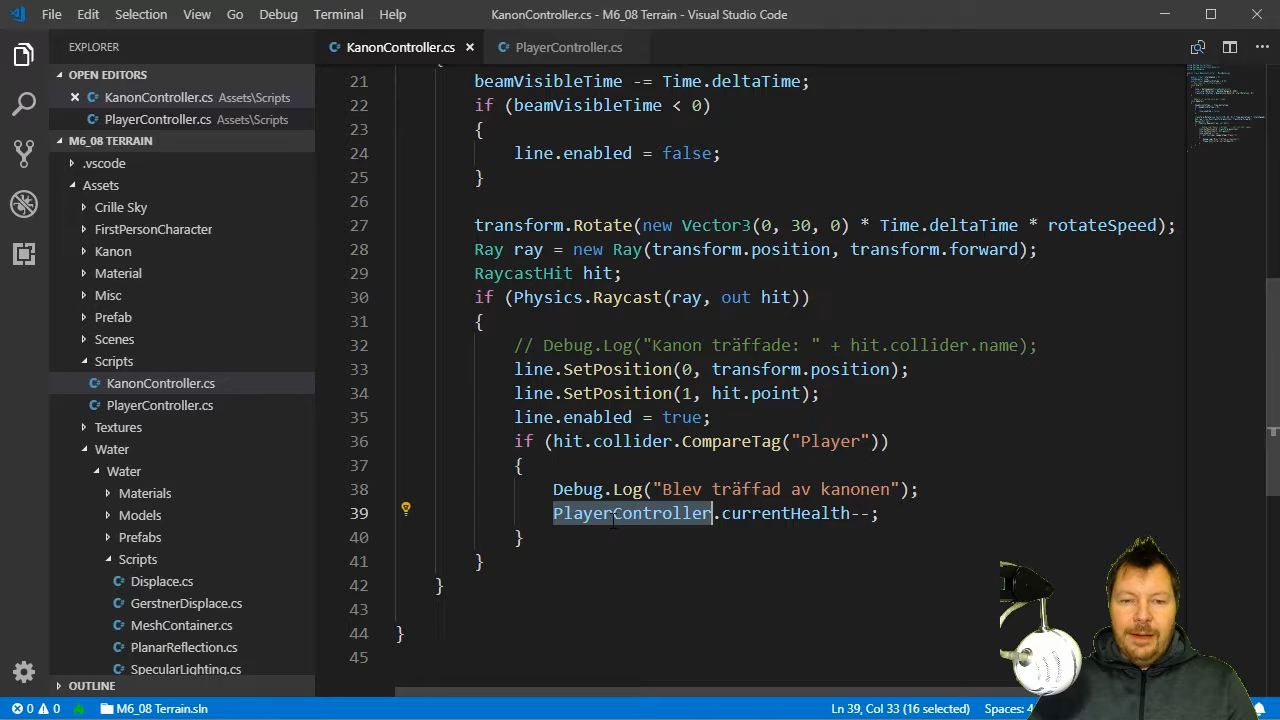 File Edit Selection View Go Debug Terminal Help
KanonController.cs - M6_08 Terrain - Visual Studio Code
EXPLORER
OPEN EDITORS
KanonController.cs Assets\Scripts
PlayerController.cs Assets\Scripts
M6_08 TERRAIN
.vscode
Assets
Crille Sky
FirstPersonCharacter
Kanon
Material
Misc
Prefab
Scenes
Scripts
KanonController.cs
PlayerController.cs
Textures
Water
Water
Materials
Models
Prefabs
Scripts
Displace.cs
GerstnerDisplace.cs
MeshContainer.cs
PlanarReflection.cs
SpecularLighting.cs
OUTLINE
KanonController.cs
PlayerController.cs
21 beamVisibleTime -= Time.deltaTime;
22 if (beamVisibleTime < 0)
23 {
24 line.enabled = false;
25 }
26
27 transform.Rotate(new Vector3(0, 30, 0) * Time.deltaTime * rotateSpeed);
28 Ray ray = new Ray(transform.position, transform.forward);
29 RaycastHit hit;
30 if (Physics.Raycast(ray, out hit))
31 {
32 // Debug.Log("Kanon träffade: " + hit.collider.name);
33 line.SetPosition(0, transform.position);
34 line.SetPosition(1, hit.point);
35 line.enabled = true;
36 if (hit.collider.CompareTag("Player"))
37 {
38 Debug.Log("Blev träffad av kanonen");
39 PlayerController.currentHealth--;
40 }
41 }
42 }
43
44 }
45
0 0 M6_08 Terrain.sln
Ln 39, Col 33 (16 selected) Spaces: 4